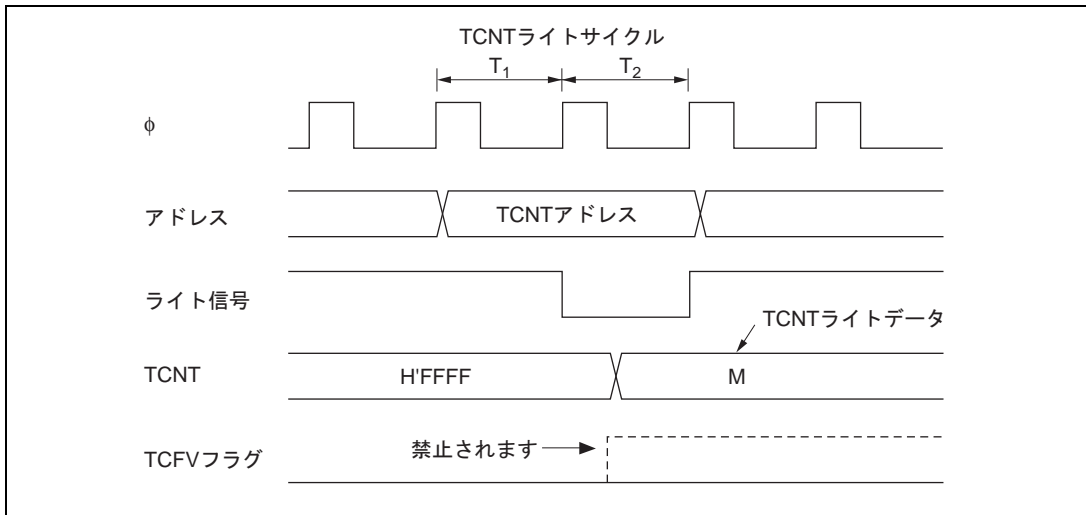 TCNTライトサイクル
T1 T2
φ
アドレス
TCNTアドレス
ライト信号
TCNTライトデータ
TCNT
H'FFFF
M
TCFVフラグ
禁止されます